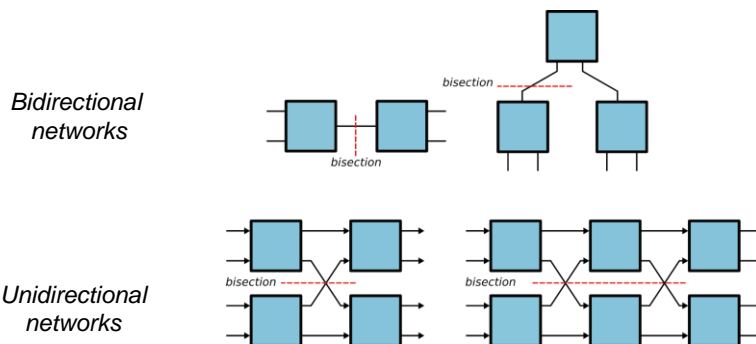 bisection
Bidirectional
networks
bisection
bisection
bisection
Unidirectional
networks